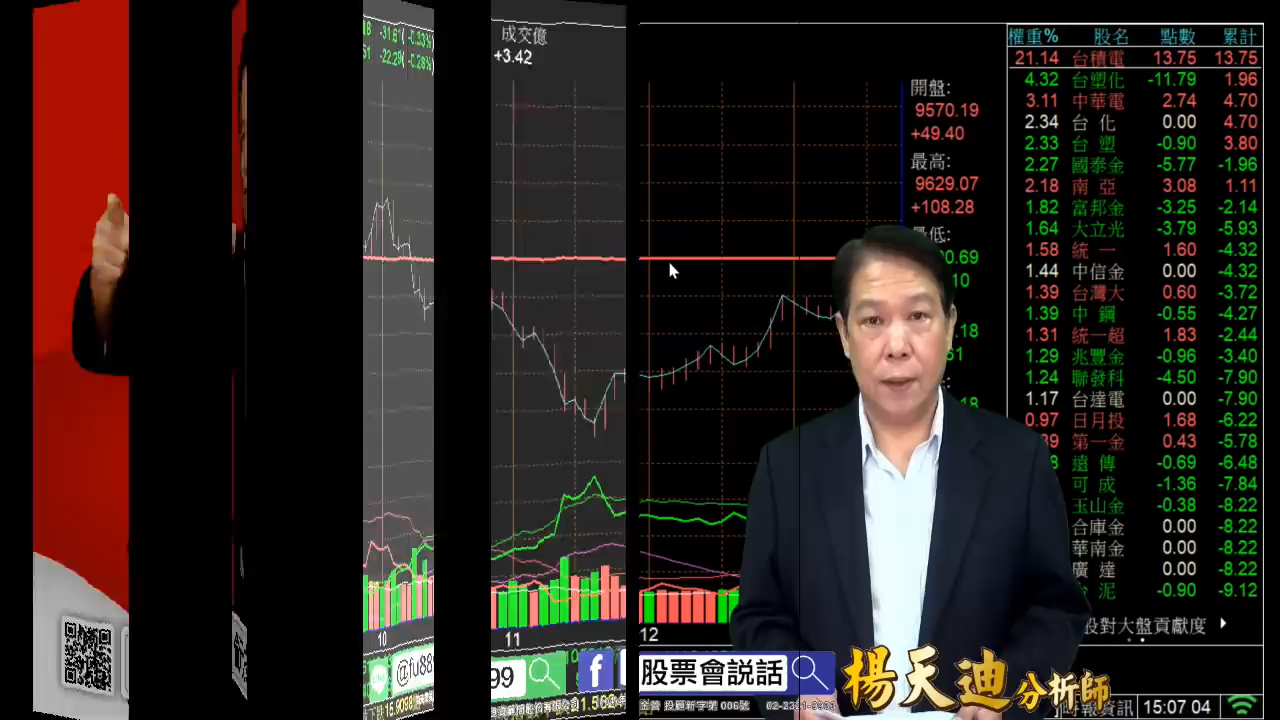 成交億
+3.42
開盤:
9570.19
+49.40
最高:
9629.07
+108.28
最低:
權重% 股名 點數 累計
21.14 台積電 13.75 13.75
4.32 台塑化 -11.79 1.96
3.11 中華電 2.74 4.70
2.34 台化 0.00 4.70
2.33 台塑 -0.90 3.80
2.27 國泰金 -5.77 -1.96
2.18 南亞 3.08 1.11
1.82 富邦金 -3.25 -2.14
1.64 大立光 -3.79 -5.93
1.58 統一 1.60 -4.32
1.44 中信金 0.00 -4.32
1.39 台灣大 0.60 -3.72
1.39 中鋼 -0.55 -4.27
1.31 統一超 1.83 -2.44
1.29 兆豐金 -0.96 -3.40
1.24 聯發科 -4.50 -7.90
1.17 台達電 0.00 -7.90
0.97 日月投 1.68 -6.22
第一金 0.43 -5.78
遠傳 -0.69 -6.48
可成 -1.36 -7.84
玉山金 -0.38 -8.22
合庫金 0.00 -8.22
華南金 0.00 -8.22
廣達 0.00 -8.22
泥 -0.90 -9.12
股對大盤貢獻度
10 11 12
@fu88
99
股票會説話
楊天迪 分析師
時報資訊 15:07 04